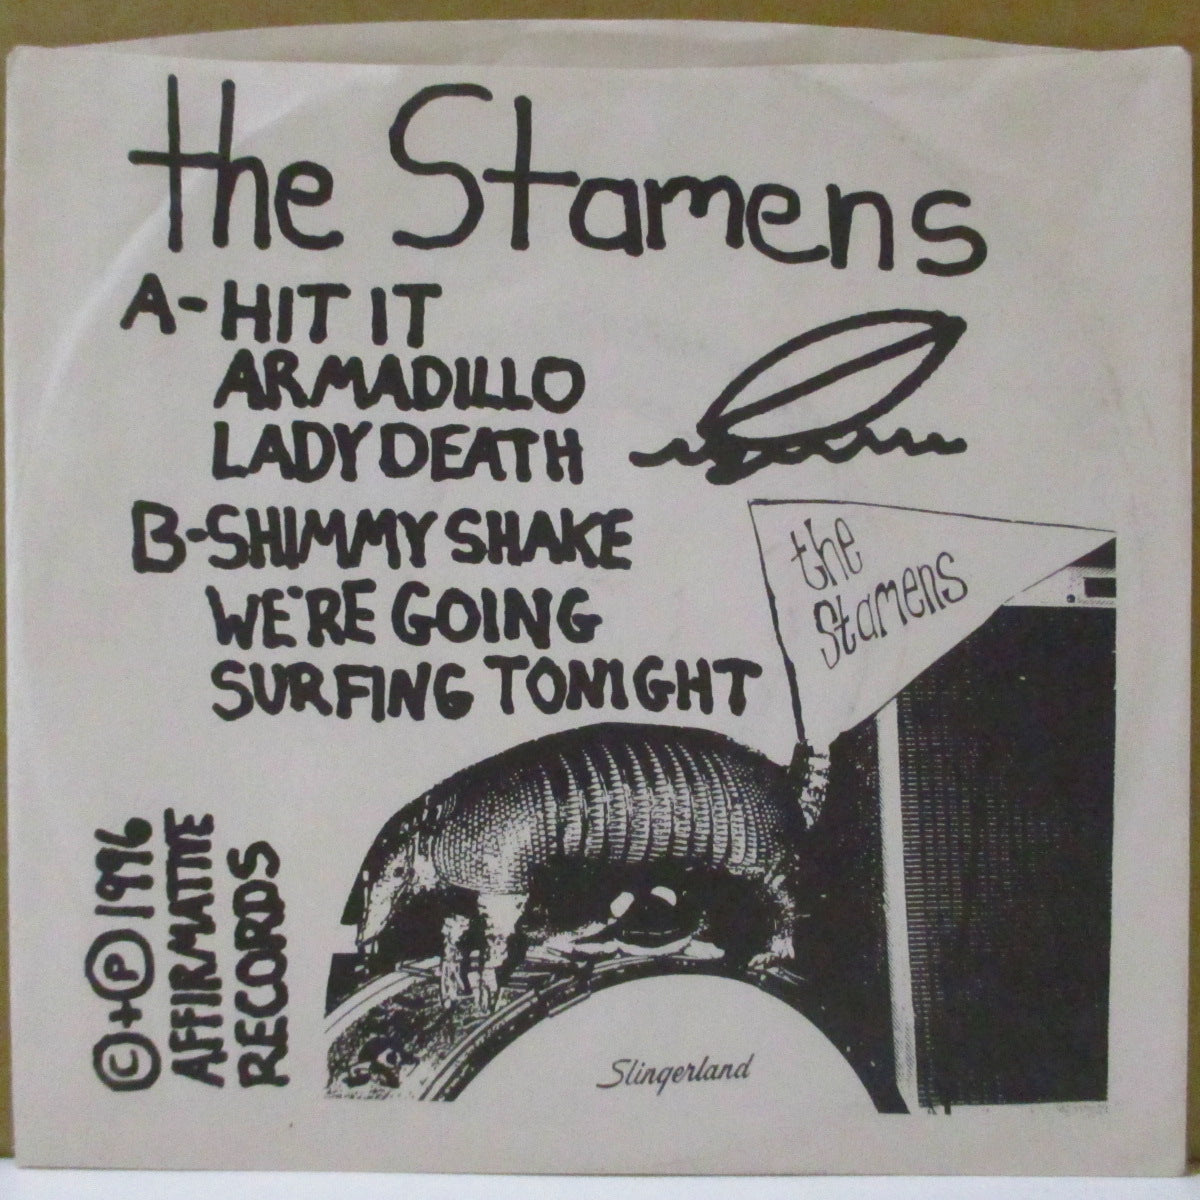 the Stamens
A- HIT IT
ARMADILLO
LADY DEATH
B- SHIMMY SHAKE
WE'RE GOING
SURFING TONIGHT
the
Stamens
©+℗1996
AFFIRMATIVE
RECORDS
Slingerland